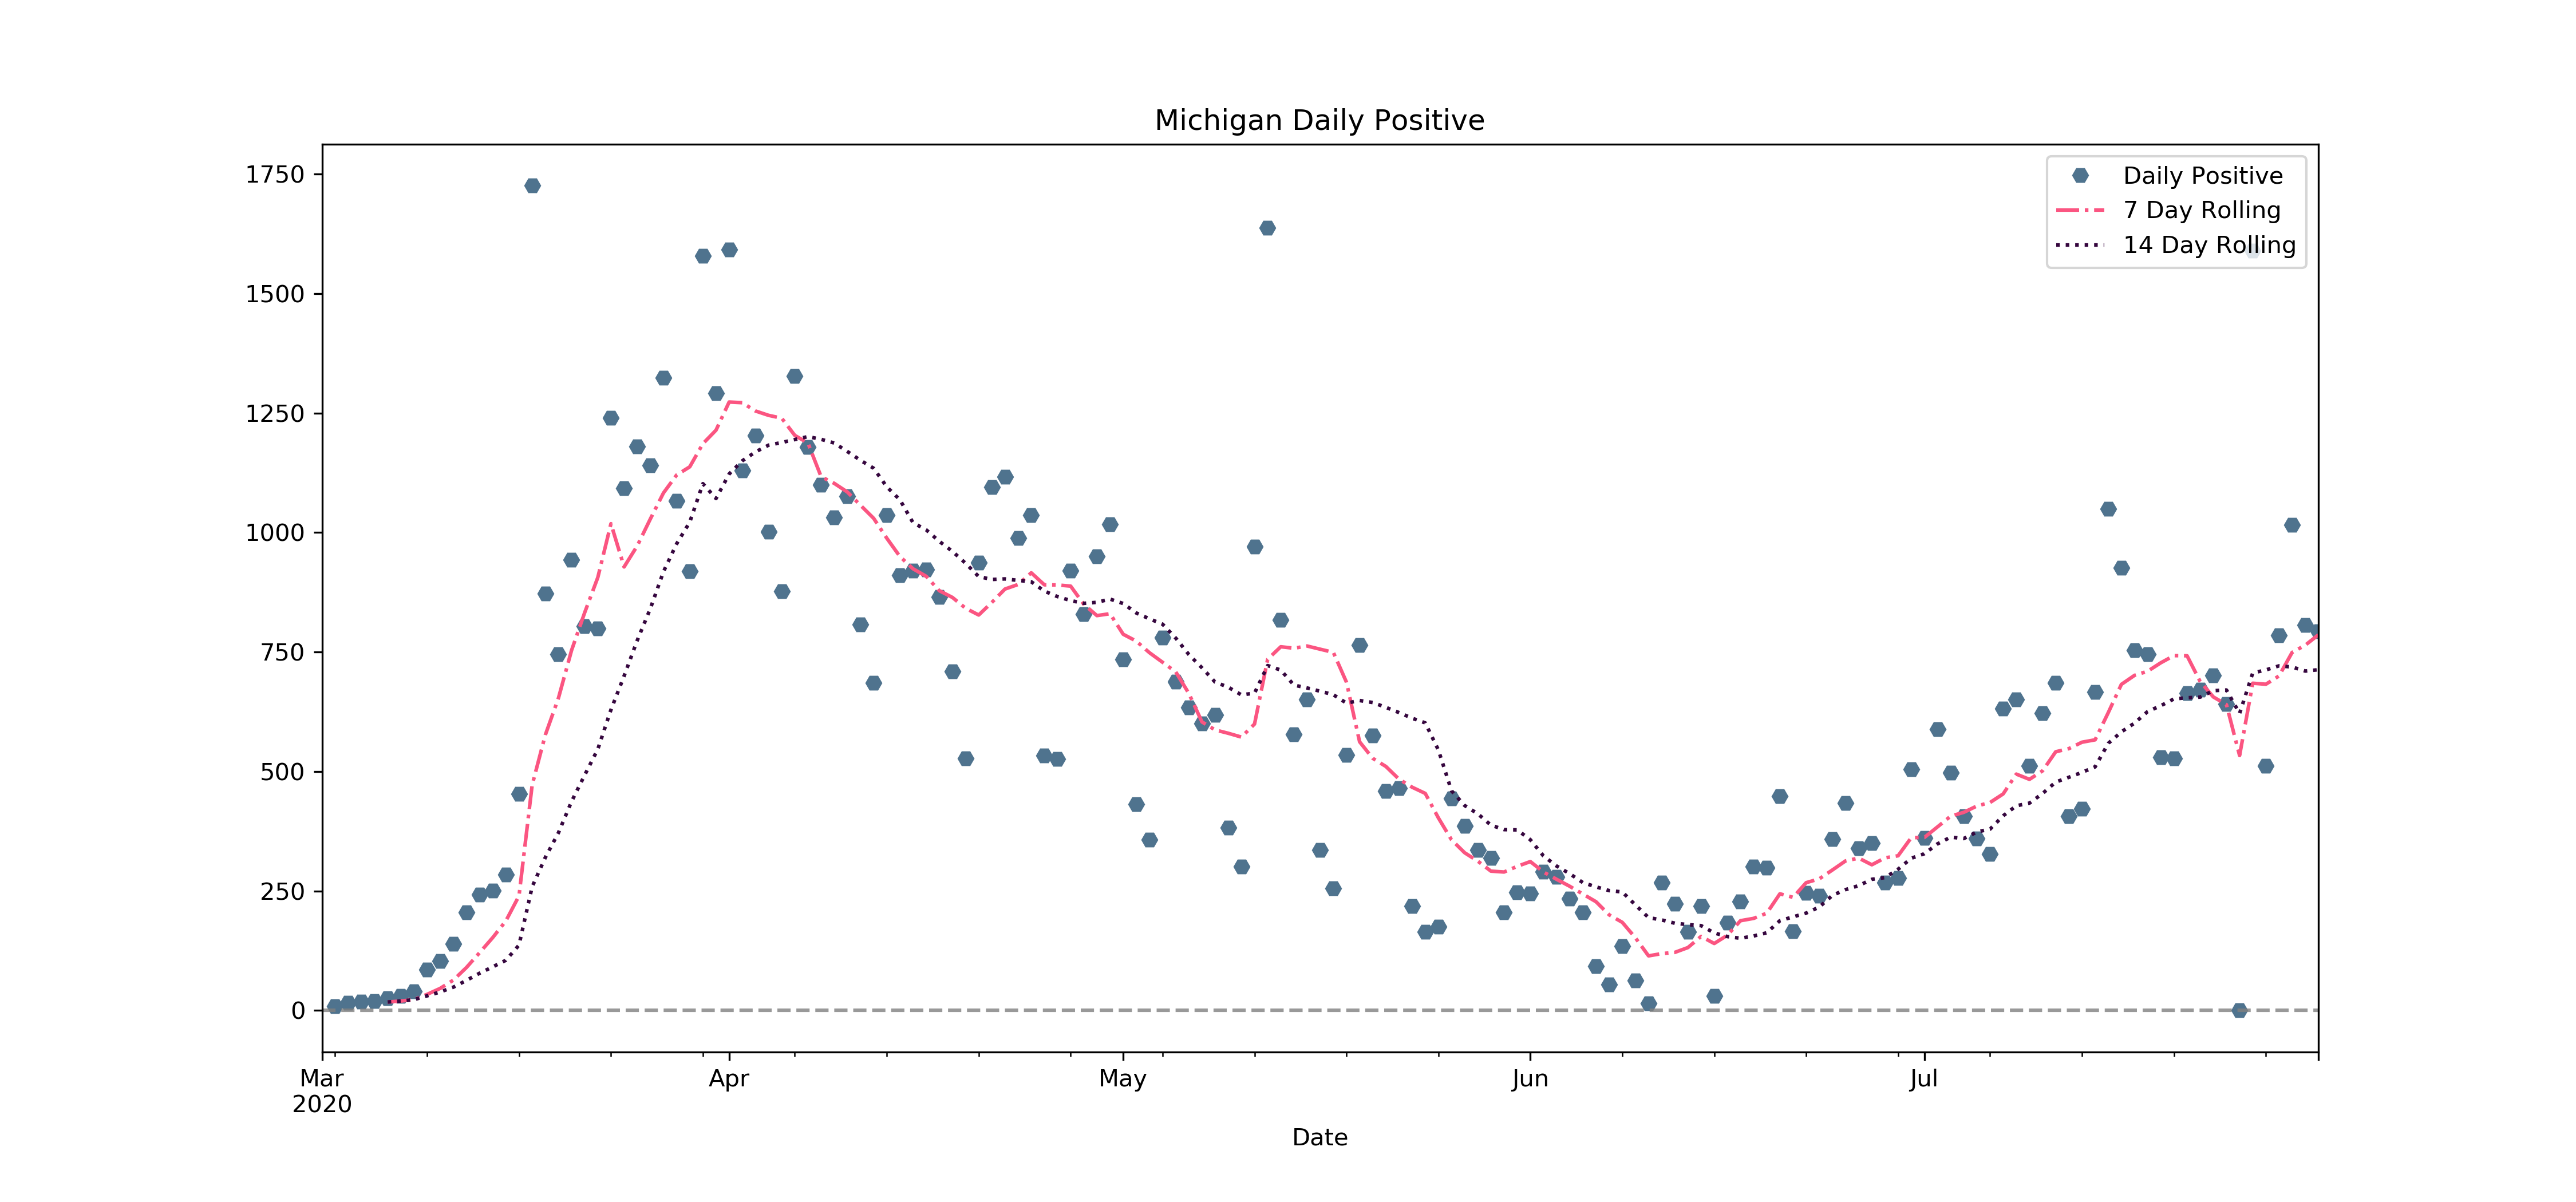 Michigan Daily Positive
1750
1500
1250
1000
750
500
250
0
Daily Positive
7 Day Rolling
14 Day Rolling
Mar
2020
Apr
May
Jun
Jul
Date